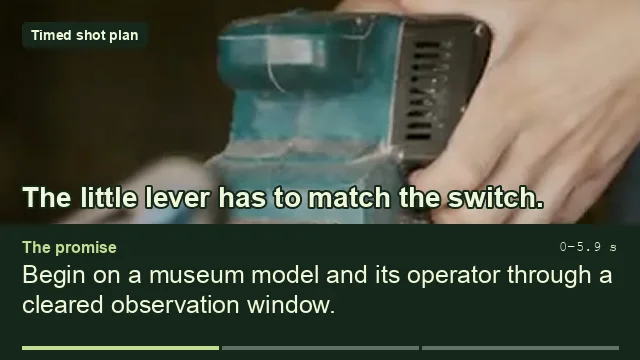 Timed shot plan
The little lever has to match the switch.
The promise
0–5.9 s
Begin on a museum model and its operator through a
cleared observation window.